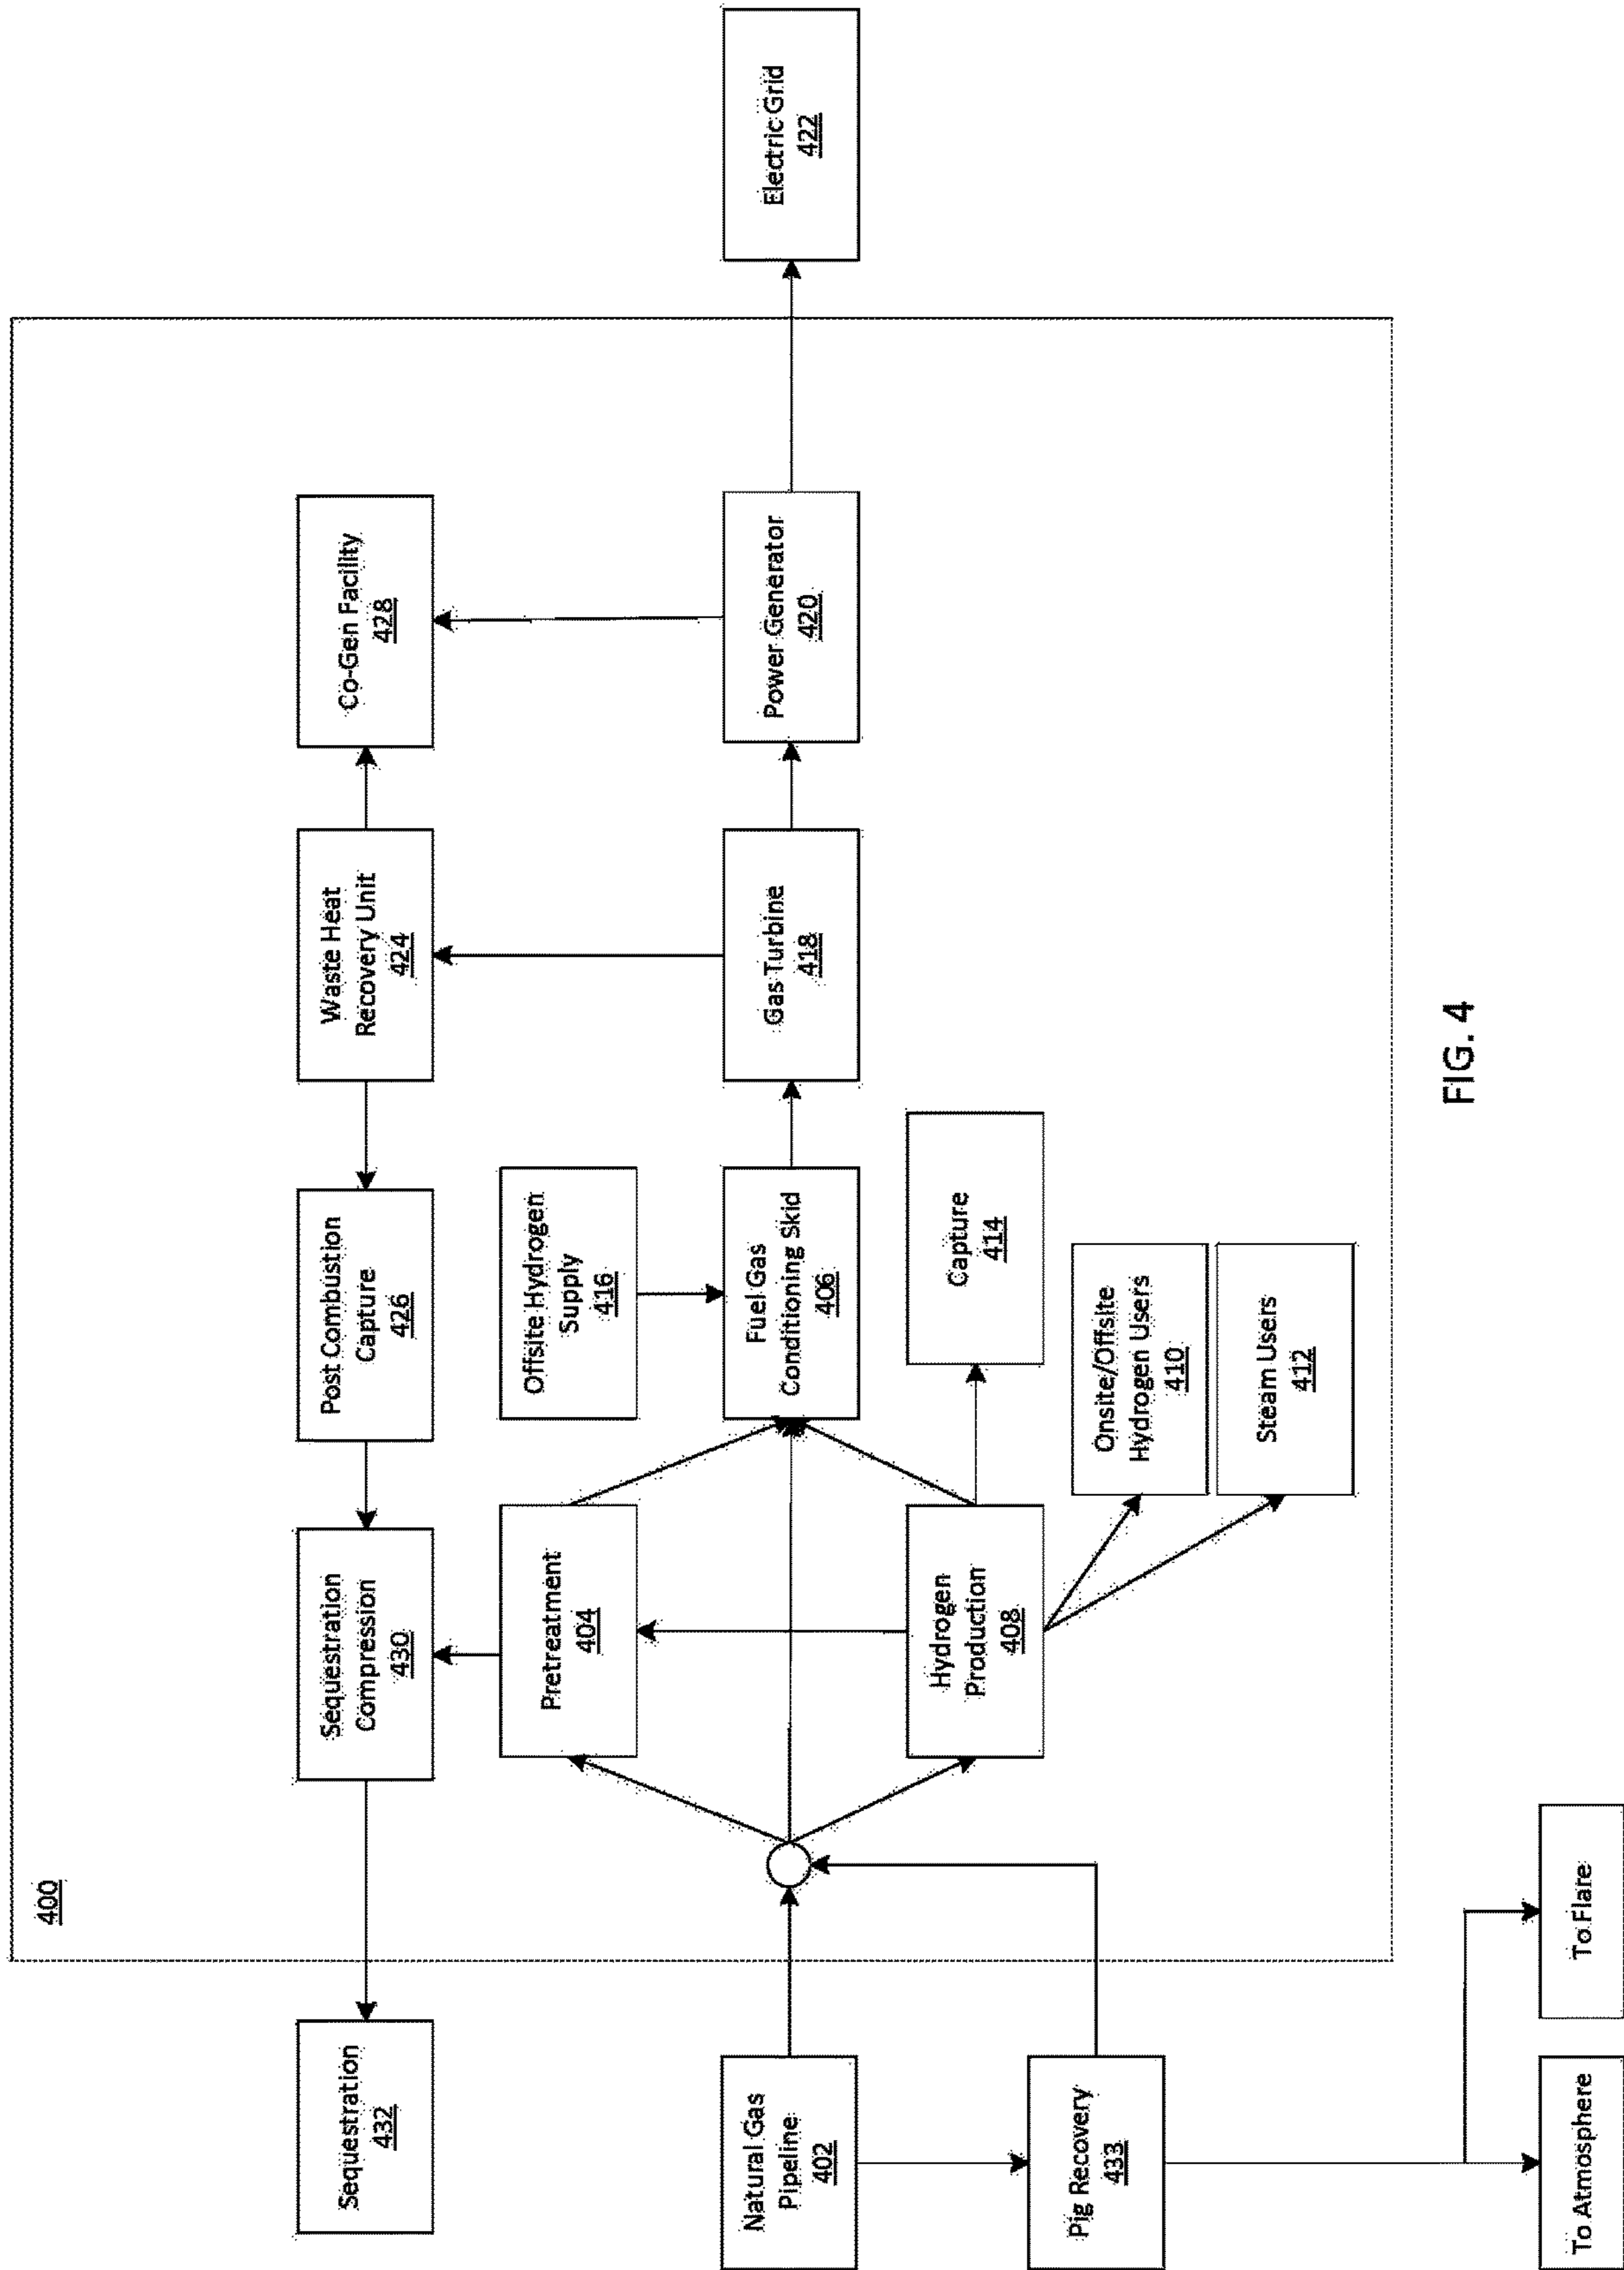 400
Sequestration
432
Sequestration
Compression
430
Post Combustion
Capture
426
Waste Heat
Recovery Unit
424
Co-Gen Facility
428
Pretreatment
404
Offsite Hydrogen
Supply
416
Natural Gas
Pipeline
402
Fuel Gas
Conditioning Skid
406
Gas Turbine
418
Power Generator
420
Electric Grid
422
Hydrogen
Production
408
Capture
414
Pig Recovery
433
Onsite/Offsite
Hydrogen Users
410
Steam Users
412
To Atmosphere
To Flare
FIG. 4